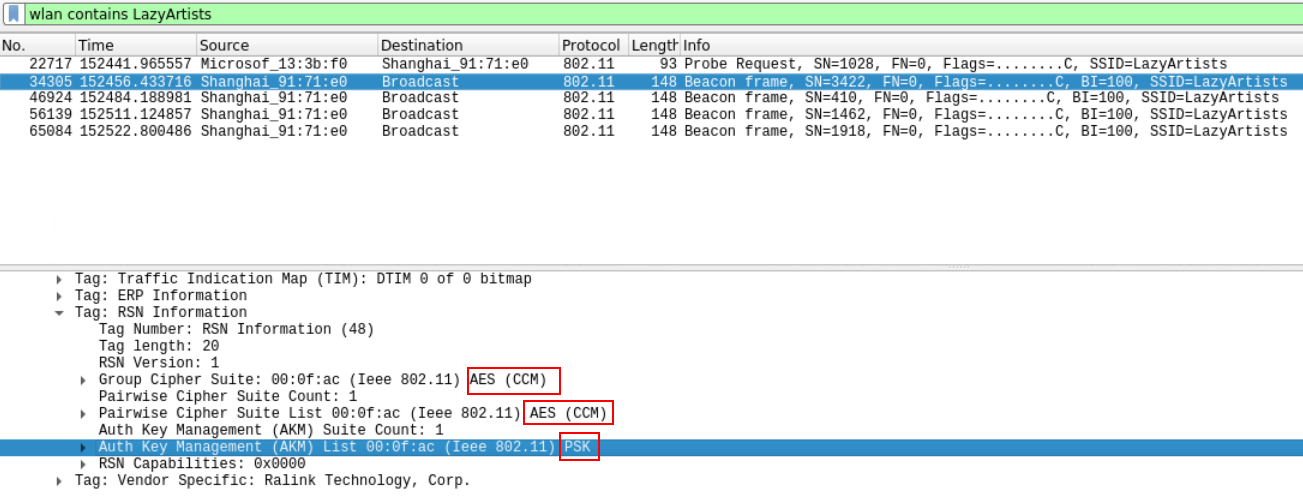 wlan contains LazyArtists
No. Time Source Destination Protocol Length Info
22717 152441.965557 Microsof_13:3b:f0 Shanghai_91:71:e0 802.11 93 Probe Request, SN=1028, FN=0, Flags=........C, SSID=LazyArtists
34305 152456.433716 Shanghai_91:71:e0 Broadcast 802.11 148 Beacon frame, SN=3422, FN=0, Flags=........C, BI=100, SSID=LazyArtists
46924 152484.188981 Shanghai_91:71:e0 Broadcast 802.11 148 Beacon frame, SN=410, FN=0, Flags=........C, BI=100, SSID=LazyArtists
56139 152511.124857 Shanghai_91:71:e0 Broadcast 802.11 148 Beacon frame, SN=1462, FN=0, Flags=........C, BI=100, SSID=LazyArtists
65084 152522.800486 Shanghai_91:71:e0 Broadcast 802.11 148 Beacon frame, SN=1918, FN=0, Flags=........C, BI=100, SSID=LazyArtists
Tag: Traffic Indication Map (TIM): DTIM 0 of 0 bitmap
Tag: ERP Information
Tag: RSN Information
Tag Number: RSN Information (48)
Tag length: 20
RSN Version: 1
Group Cipher Suite: 00:0f:ac (Ieee 802.11) AES (CCM)
Pairwise Cipher Suite Count: 1
Pairwise Cipher Suite List 00:0f:ac (Ieee 802.11) AES (CCM)
Auth Key Management (AKM) Suite Count: 1
Auth Key Management (AKM) List 00:0f:ac (Ieee 802.11) PSK
RSN Capabilities: 0x0000
Tag: Vendor Specific: Ralink Technology, Corp.